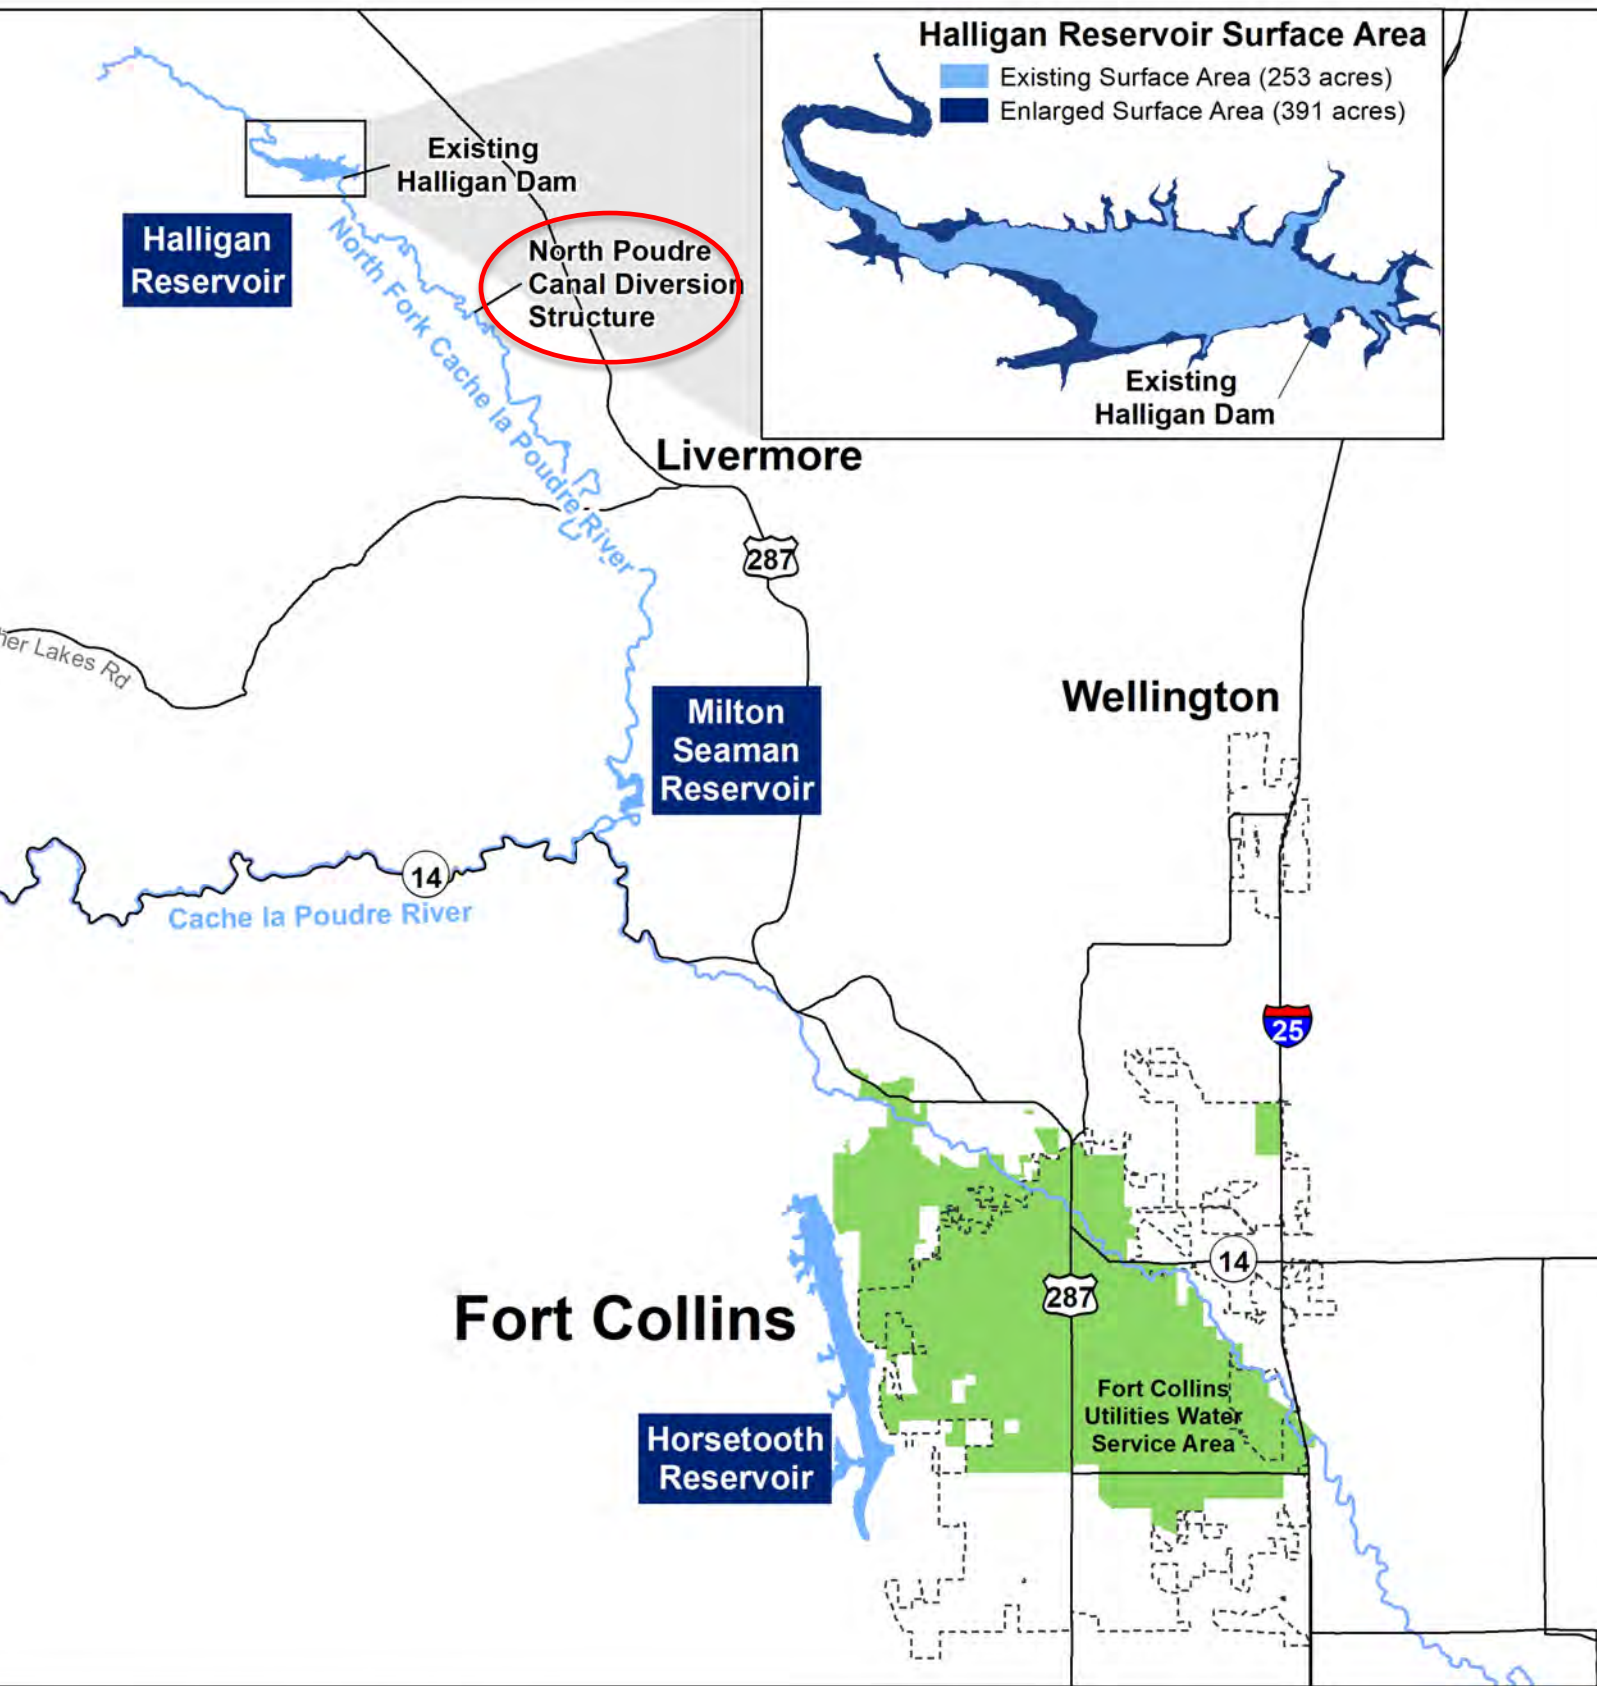 Halligan Reservoir Surface Area
Existing Surface Area (253 acres)
Enlarged Surface Area (391 acres)
Existing
Halligan Dam
Existing
Halligan Dam
Halligan
Reservoir
North Poudre
Canal Diversion
Structure
North Fork Cache la Poudre River
Livermore
287
Lakes Rd
Milton
Seaman
Reservoir
Wellington
14
Cache la Poudre River
25
14
287
Fort Collins
Fort Collins
Utilities Water
Service Area
Horsetooth
Reservoir